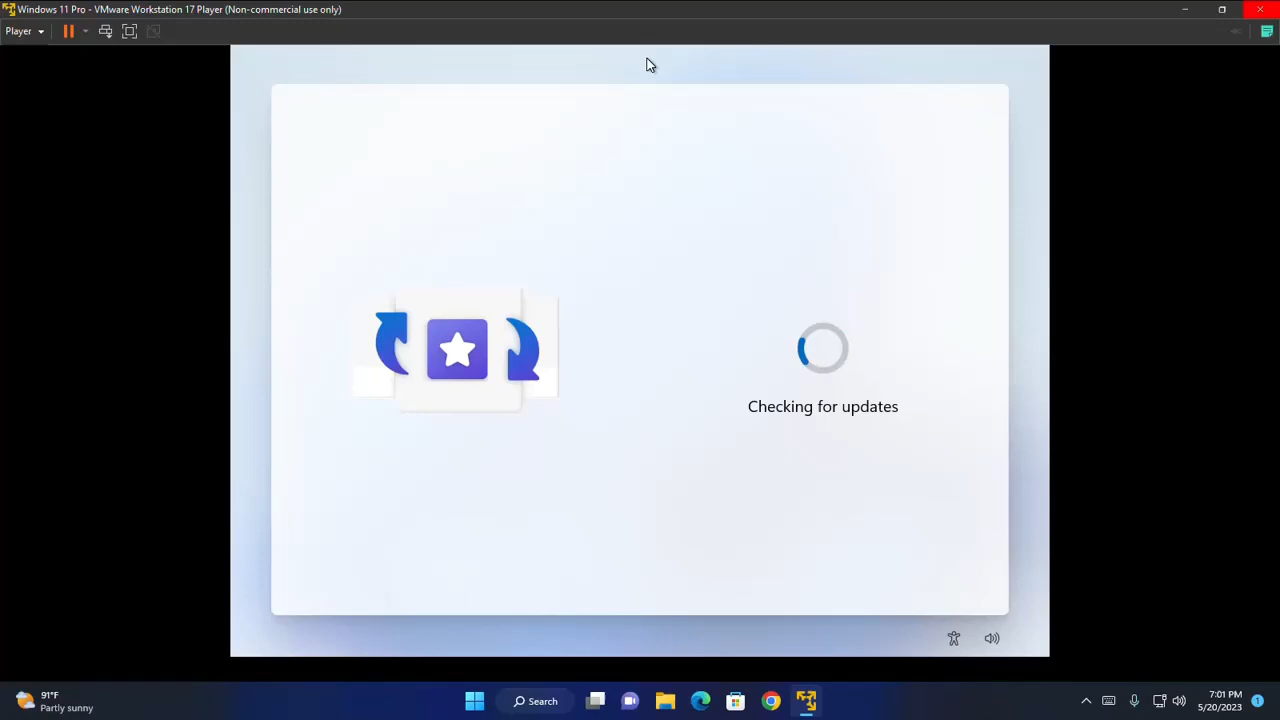 Windows 11 Pro - VMware Workstation 17 Player (Non-commercial use only)
Player
Checking for updates
91°F
Partly sunny
Search
7:01 PM
5/20/2023
1